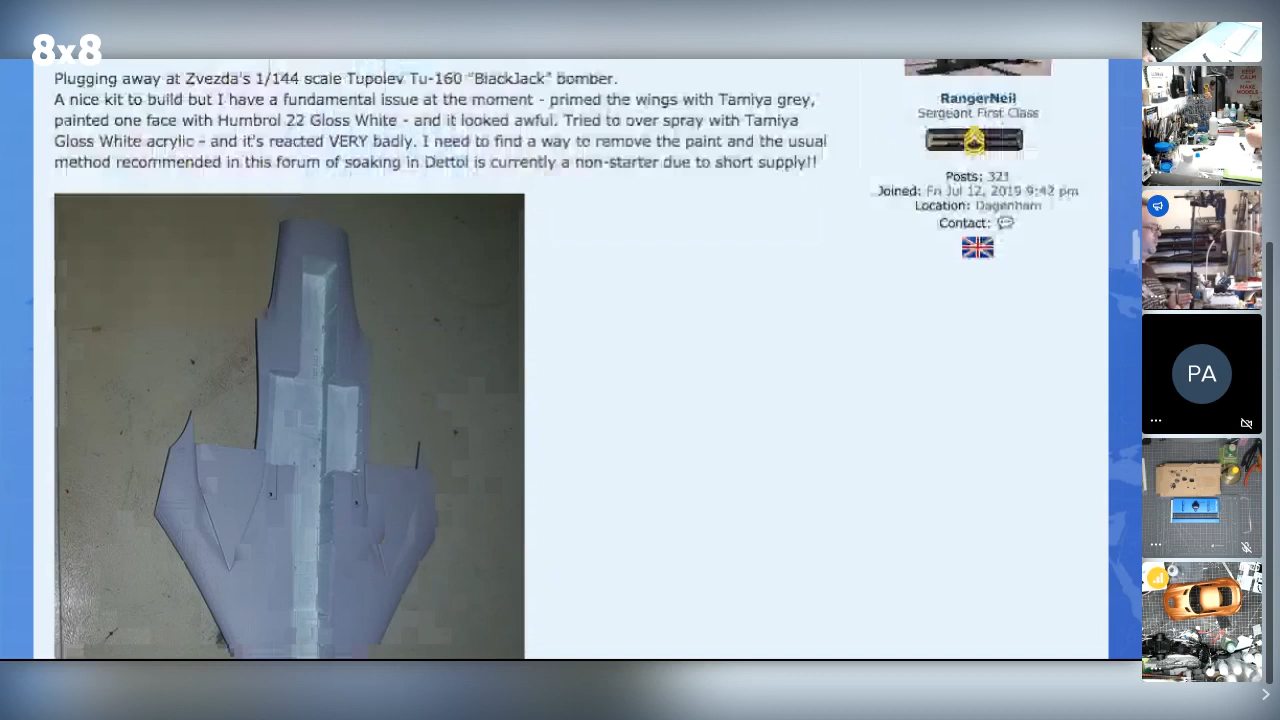 8x8
Plugging away at Zvezda's 1/144 scale Tupolev Tu-160 "BlackJack" bomber.
A nice kit to build but I have a fundamental issue at the moment - primed the wings with Tamiya grey,
painted one face with Humbrol 22 Gloss White - and it looked awful. Tried to over spray with Tamiya
Gloss White acrylic - and it's reacted VERY badly. I need to find a way to remove the paint and the usual
method recommended in this forum of soaking in Dettol is currently a non-starter due to short supply!!
RangerNeil
Sergeant First Class
Posts: 321
Joined: Fri Jul 12, 2019 9:42 pm
Location: Dagenham
Contact:
KEEP
CALM
MAKE
MODELS
PA